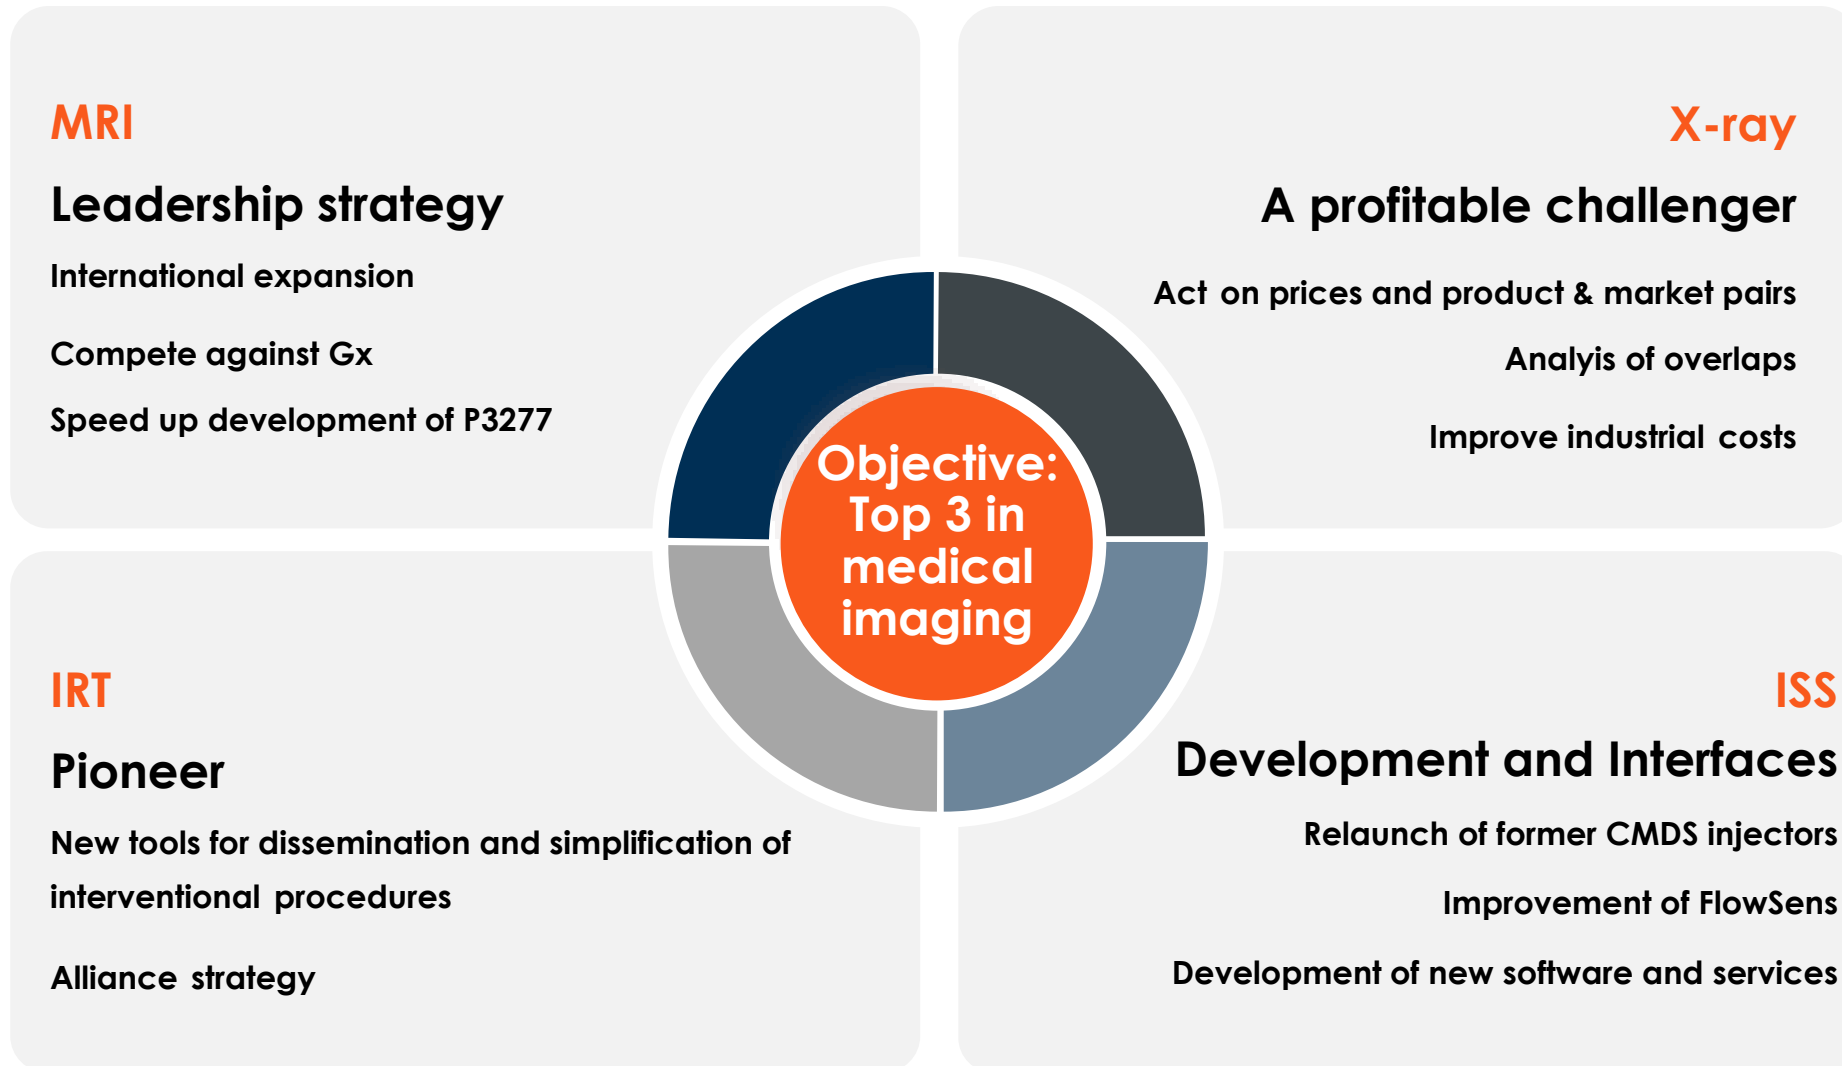 MRI
Leadership strategy
International expansion
Compete against Gx
Speed up development of P3277
X-ray
A profitable challenger
Act on prices and product & market pairs
Analyis of overlaps
Improve industrial costs
Objective:
Top 3 in
medical
imaging
IRT
Pioneer
New tools for dissemination and simplification of
interventional procedures
Alliance strategy
ISS
Development and Interfaces
Relaunch of former CMDS injectors
Improvement of FlowSens
Development of new software and services